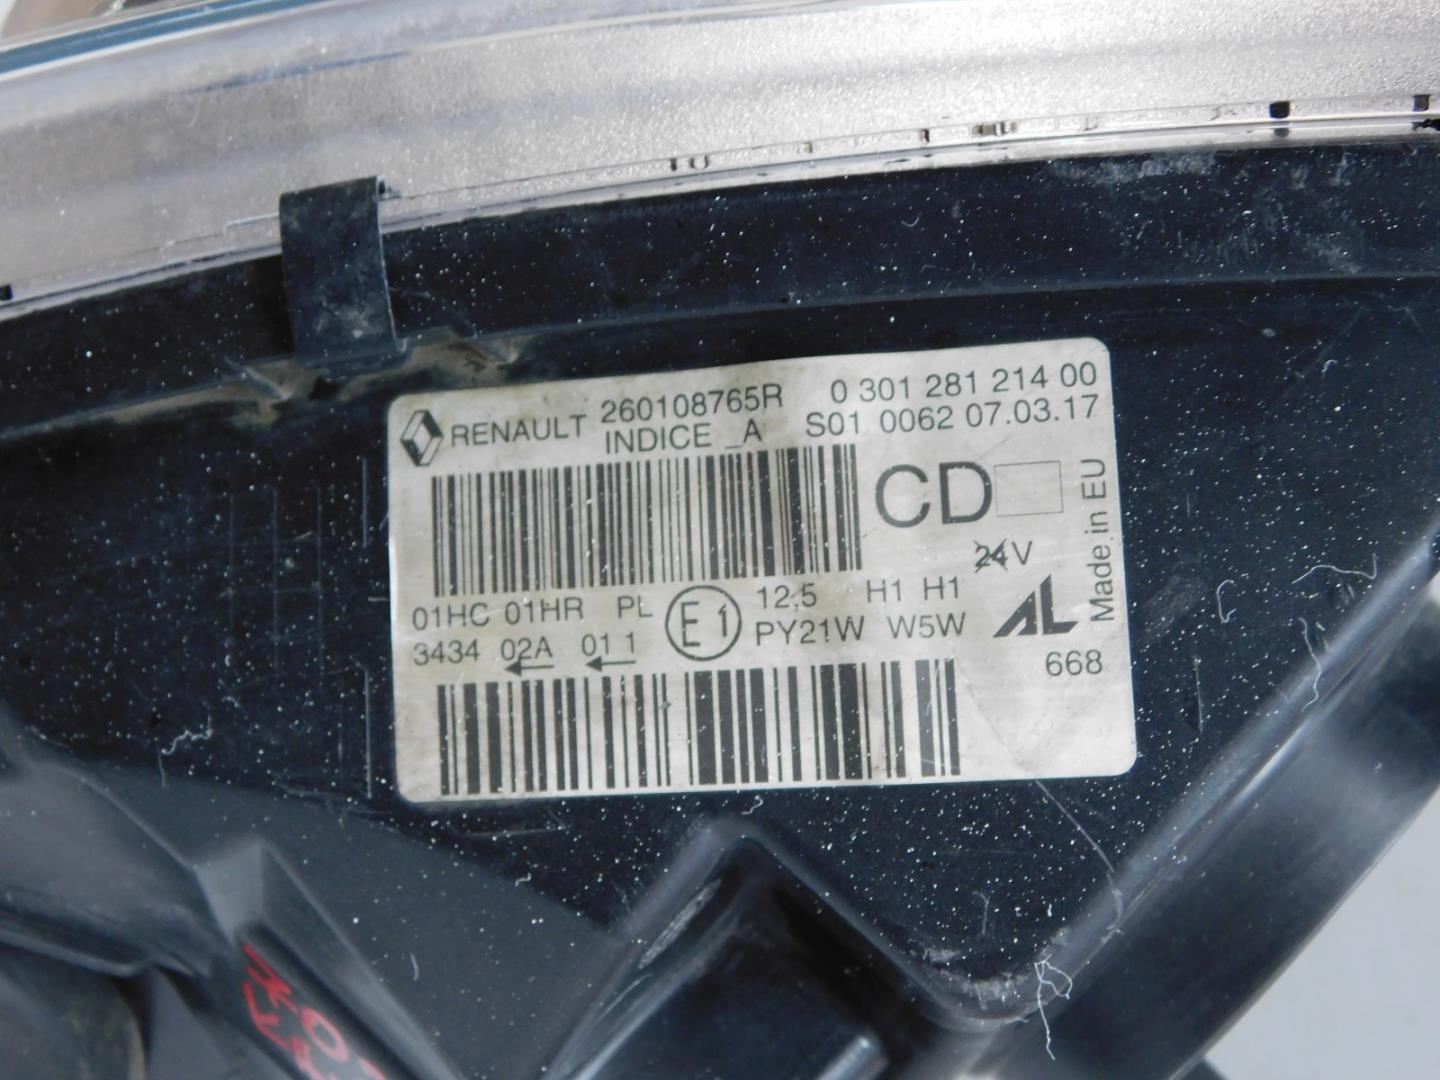 RENAULT 260108765R 0 301 281 214 00
INDICE _A S01 0062 07.03.17
CD
Made in EU
24V
01HC 01HR PL E1 12,5 H1 H1
3434 02A 01 1 PY21W W5W
AL
668